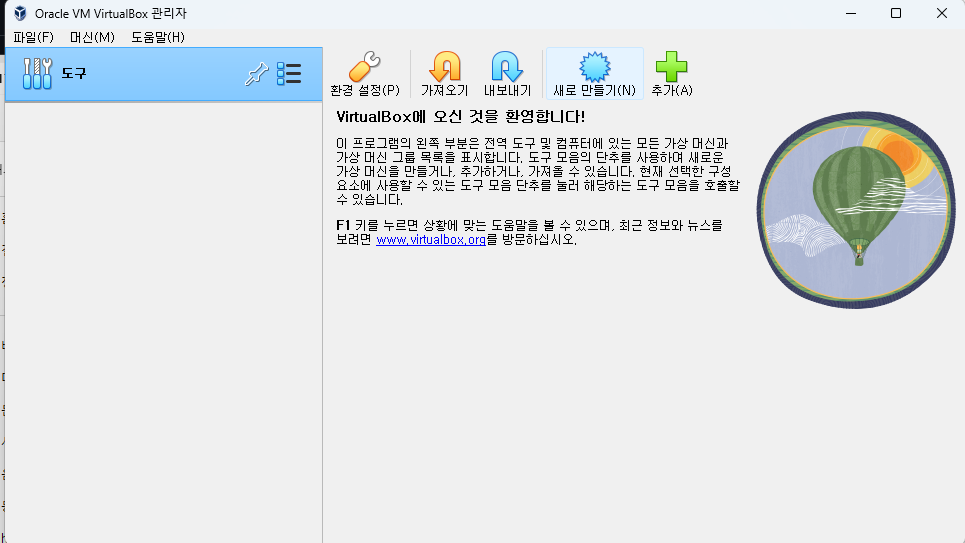 Oracle VM VirtualBox 관리자
파일(F) 머신(M) 도움말(H)
도구
환경 설정(P) 가져오기 내보내기 새로 만들기(N) 추가(A)
VirtualBox에 오신 것을 환영합니다!
이 프로그램의 왼쪽 부분은 전역 도구 및 컴퓨터에 있는 모든 가상 머신과
가상 머신 그룹 목록을 표시합니다. 도구 모음의 단추를 사용하여 새로운
가상 머신을 만들거나, 추가하거나, 가져올 수 있습니다. 현재 선택한 구성
요소에 사용할 수 있는 도구 모음 단추를 눌러 해당하는 도구 모음을 호출할
수 있습니다.
F1 키를 누르면 상황에 맞는 도움말을 볼 수 있으며, 최근 정보와 뉴스를
보려면 www.virtualbox.org를 방문하십시오.